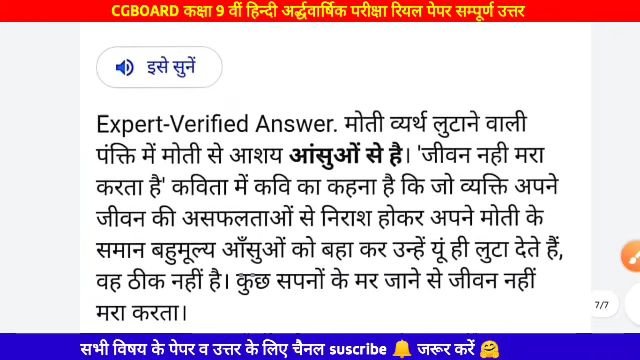 CGBOARD कक्षा 9 वीं हिन्दी अर्द्धवार्षिक परीक्षा रियल पेपर सम्पूर्ण उत्तर
इसे सुनें
Expert-Verified Answer. मोती व्यर्थ लुटाने वाली
पंक्ति में मोती से आशय आंसुओं से है। 'जीवन नही मरा
करता है' कविता में कवि का कहना है कि जो व्यक्ति अपने
जीवन की असफलताओं से निराश होकर अपने मोती के
समान बहुमूल्य आँसुओं को बहा कर उन्हें यूं ही लुटा देते हैं,
वह ठीक नहीं है। कुछ सपनों के मर जाने से जीवन नहीं
7/7
मरा करता।
सभी विषय के पेपर व उत्तर के लिए चैनल suscribe 🔔 जरूर करें 🤗